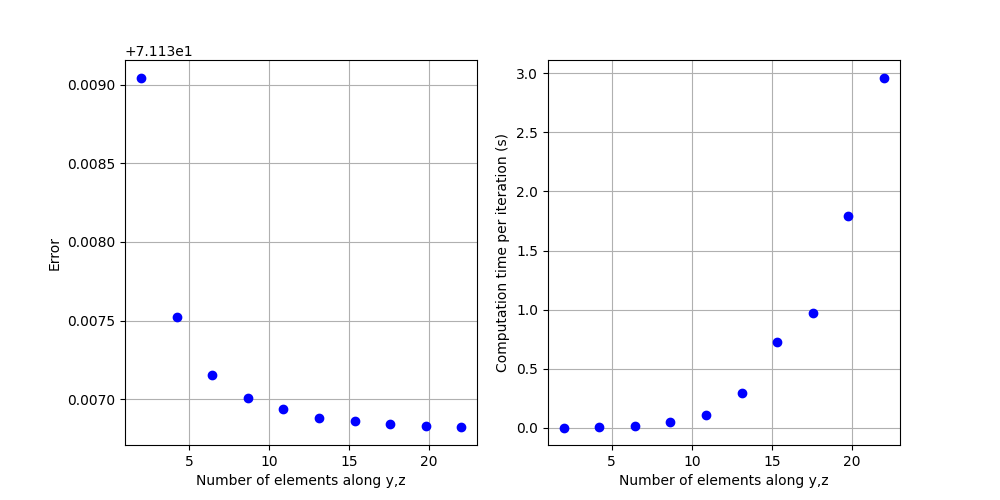 +7.113e1
0.0090
0.0085
0.0080
0.0075
0.0070
Error
5 10 15 20
Number of elements along y,z
3.0
2.5
2.0
1.5
1.0
0.5
0.0
Computation time per iteration (s)
5 10 15 20
Number of elements along y,z